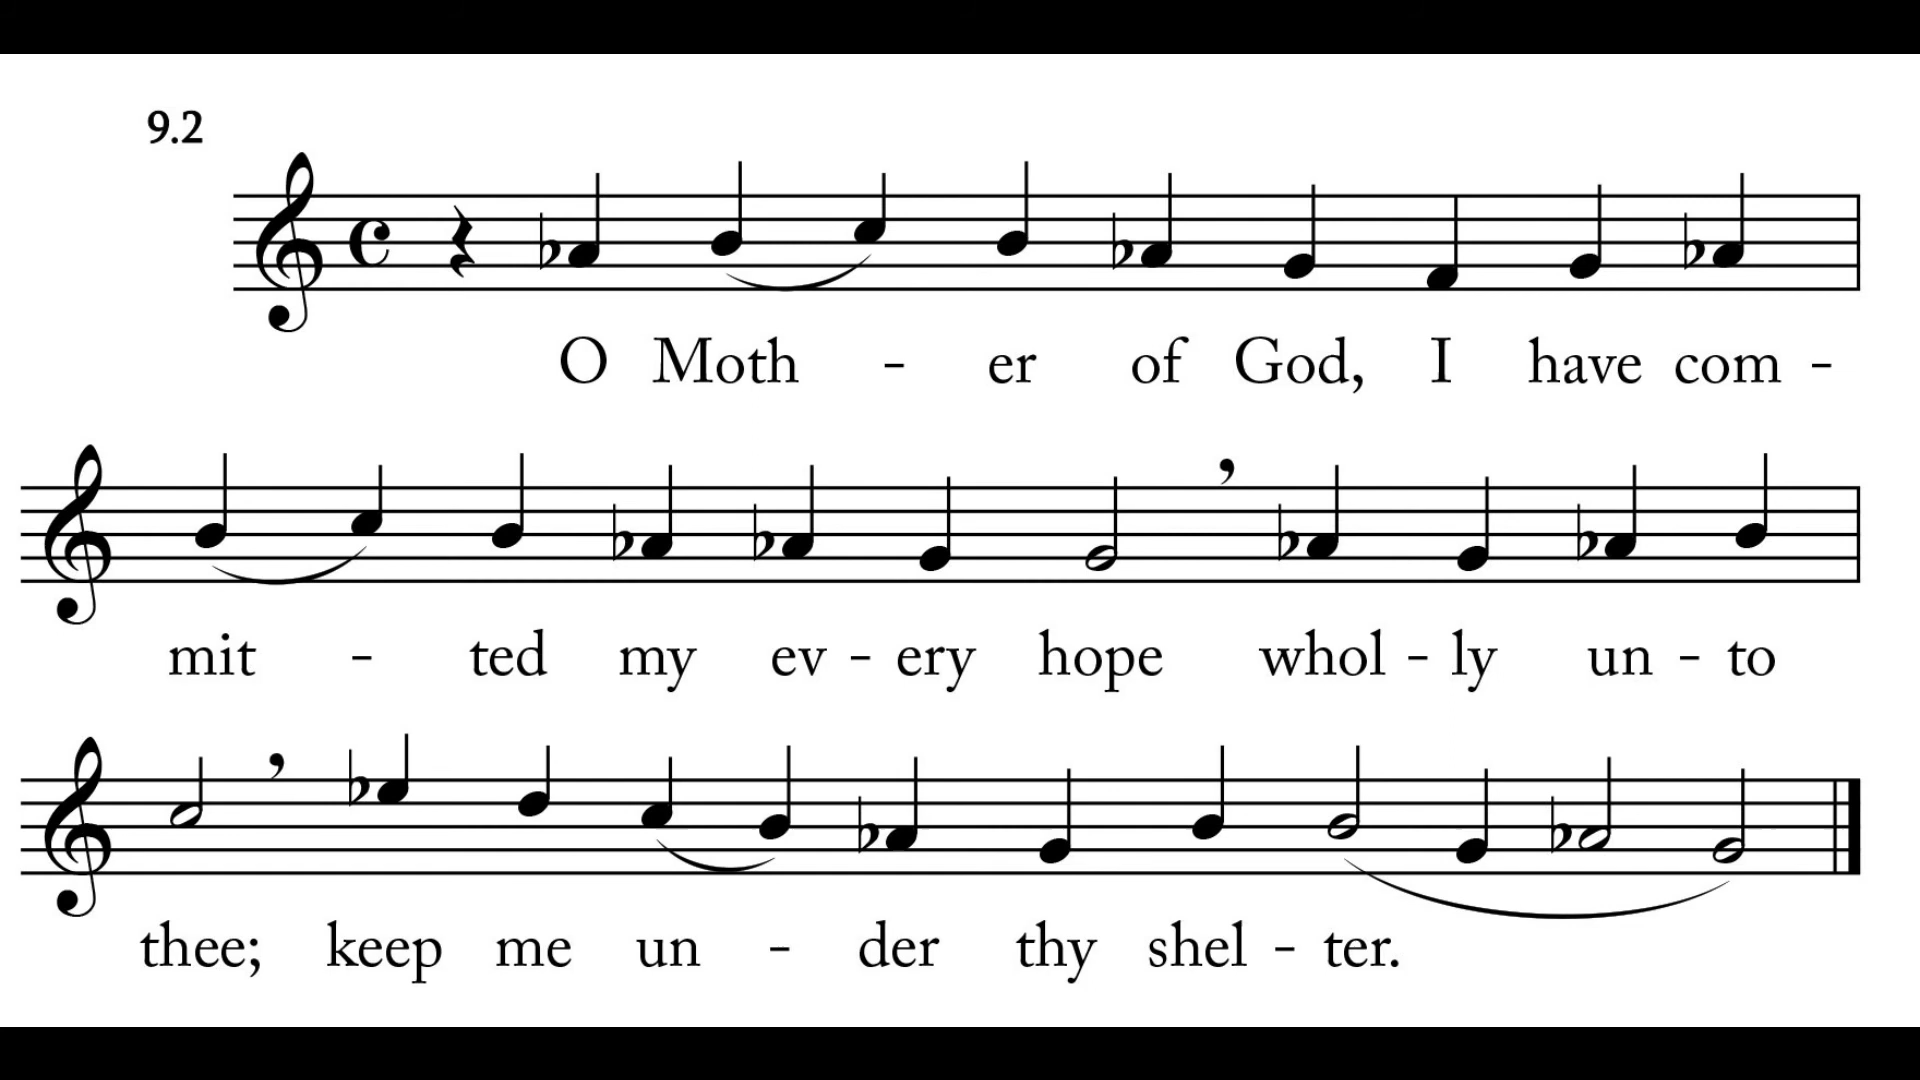 9.2
O Moth - er of God, I have com -
mit - ted my ev - ery hope whol - ly un - to
thee; keep me un - der thy shel - ter.